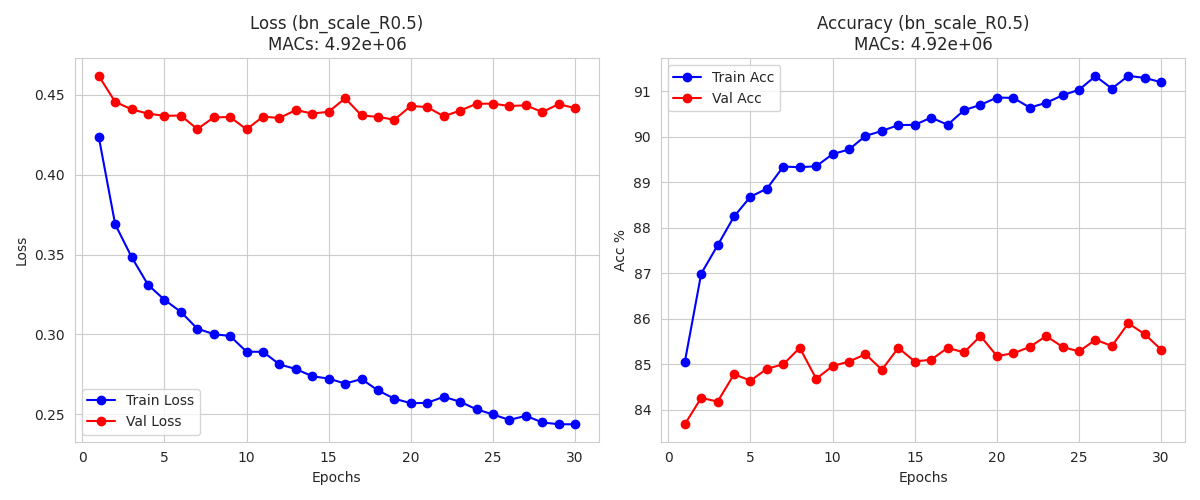 Loss (bn_scale_R0.5)
MACs: 4.92e+06
0.45
0.40
0.35
0.30
0.25
Loss
Train Loss
Val Loss
0
5
10
15
20
25
30
Epochs
Accuracy (bn_scale_R0.5)
MACs: 4.92e+06
Train Acc
Val Acc
91
90
89
88
87
86
85
84
Acc %
0
5
10
15
20
25
30
Epochs